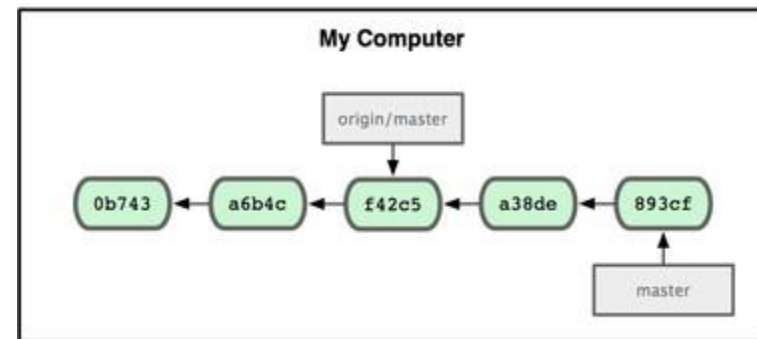 My Computer
origin/master
0b743
a6b4c
f42c5
a38de
893cf
master